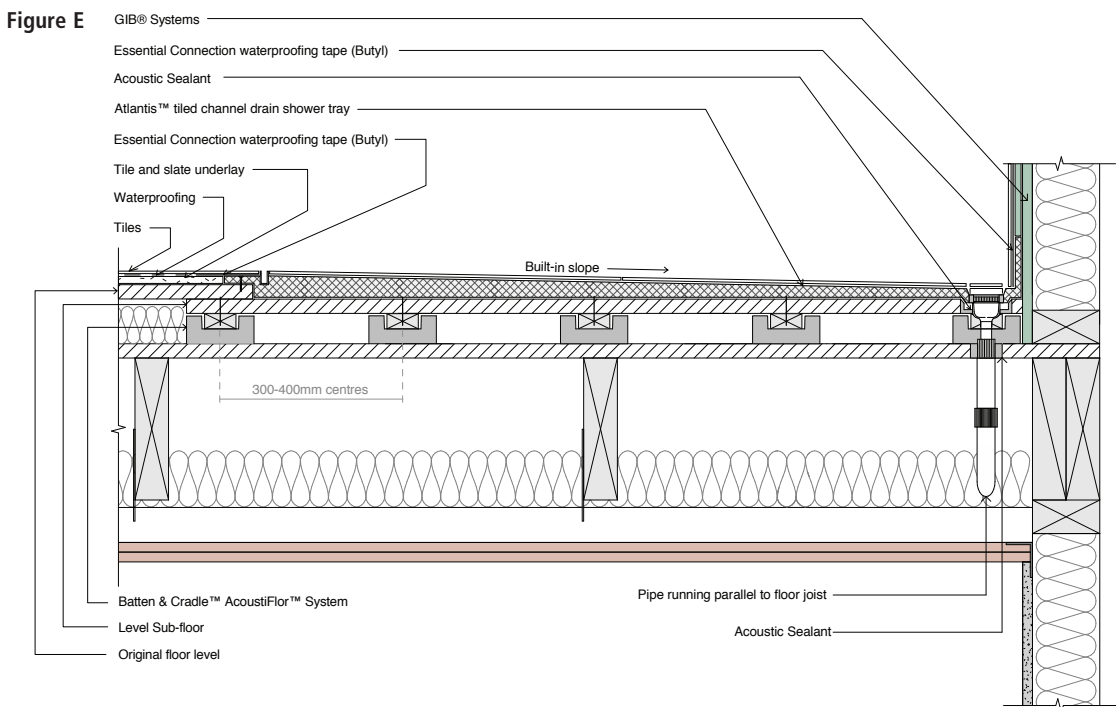 Figure E
GIB® Systems
Essential Connection waterproofing tape (Butyl)
Acoustic Sealant
Atlantis™ tiled channel drain shower tray
Essential Connection waterproofing tape (Butyl)
Tile and slate underlay
Waterproofing
Tiles
Built-in slope
300-400mm centres
Batten & Cradle™ AcoustiFlor™ System
Level Sub-floor
Original floor level
Pipe running parallel to floor joist
Acoustic Sealant